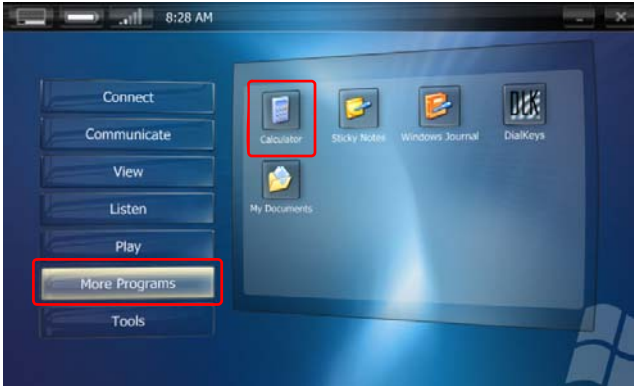 8:28 AM
Connect
Communicate
View
Listen
Play
More Programs
Tools
Calculator
Sticky Notes
Windows Journal
DialKeys
My Documents